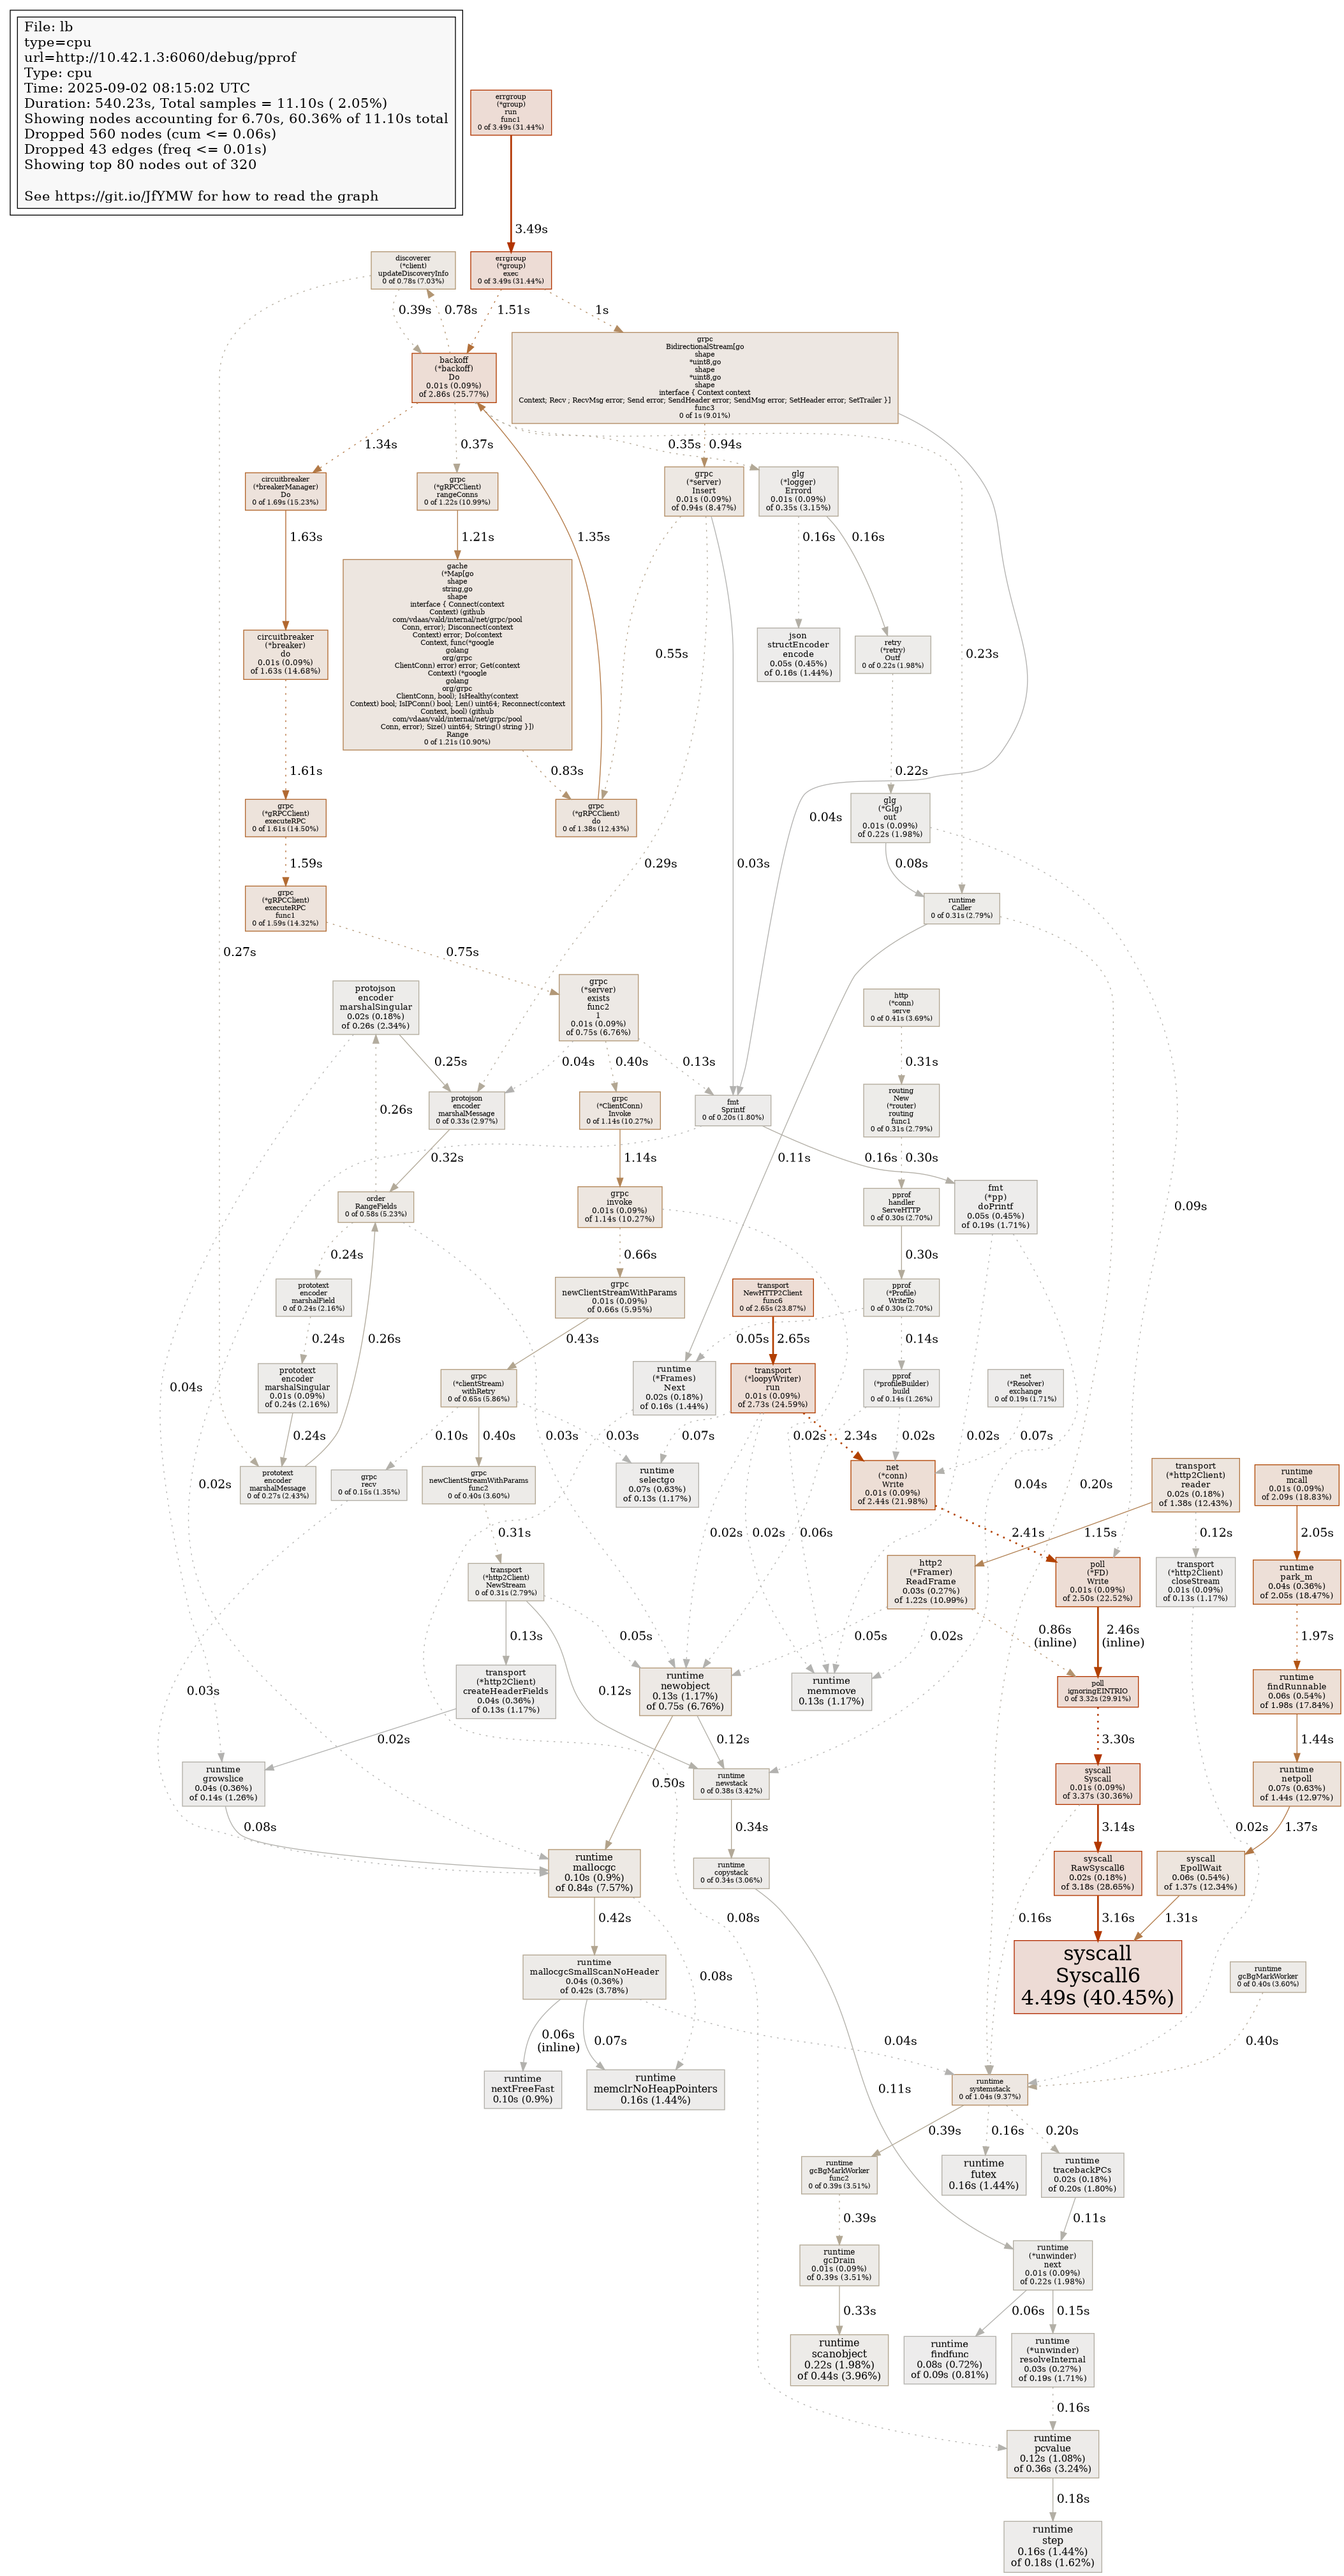 File: lb
type=cpu
url=http://10.42.1.3:6060/debug/pprof
Type: cpu
Time: 2025-09-02 08:15:02 UTC
Duration: 540.23s, Total samples = 11.10s ( 2.05%)
Showing nodes accounting for 6.70s, 60.36% of 11.10s total
Dropped 560 nodes (cum <= 0.06s)
Dropped 43 edges (freq <= 0.01s)
Showing top 80 nodes out of 320
See https://git.io/JfYMW for how to read the graph
errgroup
(*group)
run
func1
0 of 3.49s (31.44%)
3.49s
discoverer
(*client)
updateDiscoveryInfo
0 of 0.78s (7.03%)
errgroup
(*group)
exec
0 of 3.49s (31.44%)
0.39s
0.78s
1.51s
1s
backoff
(*backoff)
Do
0.01s (0.09%)
of 2.86s (25.77%)
grpc
BidirectionalStream[go
shape
*uint8,go
shape
*uint8,go
shape
interface { Context context
Context; Recv ; RecvMsg error; Send error; SendHeader error; SendMsg error; SetHeader error; SetTrailer }]
func3
0 of 1s (9.01%)
1.34s
0.37s
0.35s
0.94s
circuitbreaker
(*breakerManager)
Do
0 of 1.69s (15.23%)
grpc
(*gRPCClient)
rangeConns
0 of 1.22s (10.99%)
grpc
(*server)
Insert
0.01s (0.09%)
of 0.94s (8.47%)
glg
(*logger)
Errord
0.01s (0.09%)
of 0.35s (3.15%)
1.63s
1.21s
1.35s
0.16s
0.16s
gache
(*Map[go
shape
string,go
shape
interface { Connect(context
Context) (github
com/vdaas/vald/internal/net/grpc/pool
Conn, error); Disconnect(context
Context) error; Do(context
Context, func(*google
golang
org/grpc
ClientConn) error) error; Get(context
Context) (*google
golang
org/grpc
ClientConn, bool); IsHealthy(context
Context) bool; IsIPConn() bool; Len() uint64; Reconnect(context
Context, bool) (github
com/vdaas/vald/internal/net/grpc/pool
Conn, error); Size() uint64; String() string }])
Range
0 of 1.21s (10.90%)
circuitbreaker
(*breaker)
do
0.01s (0.09%)
of 1.63s (14.68%)
json
structEncoder
encode
0.05s (0.45%)
of 0.16s (1.44%)
retry
(*retry)
Outf
0 of 0.22s (1.98%)
0.55s
0.23s
1.61s
0.83s
0.22s
grpc
(*gRPCClient)
executeRPC
0 of 1.61s (14.50%)
grpc
(*gRPCClient)
do
0 of 1.38s (12.43%)
glg
(*Glg)
out
0.01s (0.09%)
of 0.22s (1.98%)
0.04s
1.59s
0.29s
0.03s
0.08s
grpc
(*gRPCClient)
executeRPC
func1
0 of 1.59s (14.32%)
runtime
Caller
0 of 0.31s (2.79%)
0.27s
0.75s
protojson
encoder
marshalSingular
0.02s (0.18%)
of 0.26s (2.34%)
grpc
(*server)
exists
func2
1
0.01s (0.09%)
of 0.75s (6.76%)
http
(*conn)
serve
0 of 0.41s (3.69%)
0.25s
0.04s
0.40s
0.13s
0.31s
protojson
encoder
marshalMessage
0 of 0.33s (2.97%)
grpc
(*ClientConn)
Invoke
0 of 1.14s (10.27%)
fmt
Sprintf
0 of 0.20s (1.80%)
routing
New
(*router)
routing
func1
0 of 0.31s (2.79%)
0.26s
0.32s
1.14s
0.11s
0.16s
0.30s
order
RangeFields
0 of 0.58s (5.23%)
grpc
invoke
0.01s (0.09%)
of 1.14s (10.27%)
pprof
handler
ServeHTTP
0 of 0.30s (2.70%)
fmt
(*pp)
doPrintf
0.05s (0.45%)
of 0.19s (1.71%)
0.09s
0.24s
0.66s
0.30s
prototext
encoder
marshalField
0 of 0.24s (2.16%)
grpc
newClientStreamWithParams
0.01s (0.09%)
of 0.66s (5.95%)
transport
NewHTTP2Client
func6
0 of 2.65s (23.87%)
pprof
(*Profile)
WriteTo
0 of 0.30s (2.70%)
0.24s
0.26s
0.43s
0.05s
2.65s
0.14s
prototext
encoder
marshalSingular
0.01s (0.09%)
of 0.24s (2.16%)
grpc
(*clientStream)
withRetry
0 of 0.65s (5.86%)
runtime
(*Frames)
Next
0.02s (0.18%)
of 0.16s (1.44%)
transport
(*loopyWriter)
run
0.01s (0.09%)
of 2.73s (24.59%)
pprof
(*profileBuilder)
build
0 of 0.14s (1.26%)
net
(*Resolver)
exchange
0 of 0.19s (1.71%)
0.04s
0.24s
0.10s
0.40s
0.03s
0.03s
0.07s
0.02s
2.34s
0.02s
0.02s
0.07s
prototext
encoder
marshalMessage
0 of 0.27s (2.43%)
grpc
recv
0 of 0.15s (1.35%)
grpc
newClientStreamWithParams
func2
0 of 0.40s (3.60%)
runtime
selectgo
0.07s (0.63%)
of 0.13s (1.17%)
net
(*conn)
Write
0.01s (0.09%)
of 2.44s (21.98%)
transport
(*http2Client)
reader
0.02s (0.18%)
of 1.38s (12.43%)
runtime
mcall
0.01s (0.09%)
of 2.09s (18.83%)
0.02s
0.04s
0.20s
0.31s
0.02s
0.02s
0.06s
2.41s
1.15s
0.12s
2.05s
transport
(*http2Client)
NewStream
0 of 0.31s (2.79%)
http2
(*Framer)
ReadFrame
0.03s (0.27%)
of 1.22s (10.99%)
poll
(*FD)
Write
0.01s (0.09%)
of 2.50s (22.52%)
transport
(*http2Client)
closeStream
0.01s (0.09%)
of 0.13s (1.17%)
runtime
park_m
0.04s (0.36%)
of 2.05s (18.47%)
0.13s
0.05s
0.05s
0.02s
0.86s
(inline)
2.46s
(inline)
1.97s
transport
(*http2Client)
createHeaderFields
0.04s (0.36%)
of 0.13s (1.17%)
runtime
newobject
0.13s (1.17%)
of 0.75s (6.76%)
runtime
memmove
0.13s (1.17%)
poll
ignoringEINTRIO
0 of 3.32s (29.91%)
runtime
findRunnable
0.06s (0.54%)
of 1.98s (17.84%)
0.03s
0.12s
0.02s
0.12s
3.30s
1.44s
runtime
growslice
0.04s (0.36%)
of 0.14s (1.26%)
0.50s
runtime
newstack
0 of 0.38s (3.42%)
syscall
Syscall
0.01s (0.09%)
of 3.37s (30.36%)
runtime
netpoll
0.07s (0.63%)
of 1.44s (12.97%)
0.08s
0.34s
3.14s
0.02s
1.37s
runtime
mallocgc
0.10s (0.9%)
of 0.84s (7.57%)
runtime
copystack
0 of 0.34s (3.06%)
syscall
RawSyscall6
0.02s (0.18%)
of 3.18s (28.65%)
syscall
EpollWait
0.06s (0.54%)
of 1.37s (12.34%)
0.42s
0.08s
0.16s
3.16s
1.31s
runtime
mallocgcSmallScanNoHeader
0.04s (0.36%)
of 0.42s (3.78%)
0.08s
syscall
Syscall6
4.49s (40.45%)
runtime
gcBgMarkWorker
0 of 0.40s (3.60%)
0.06s
(inline)
0.07s
0.04s
0.40s
runtime
nextFreeFast
0.10s (0.9%)
runtime
memclrNoHeapPointers
0.16s (1.44%)
0.11s
runtime
systemstack
0 of 1.04s (9.37%)
0.39s
0.16s
0.20s
runtime
gcBgMarkWorker
func2
0 of 0.39s (3.51%)
runtime
futex
0.16s (1.44%)
runtime
tracebackPCs
0.02s (0.18%)
of 0.20s (1.80%)
0.39s
0.11s
runtime
gcDrain
0.01s (0.09%)
of 0.39s (3.51%)
runtime
(*unwinder)
next
0.01s (0.09%)
of 0.22s (1.98%)
0.33s
0.06s
0.15s
runtime
scanobject
0.22s (1.98%)
of 0.44s (3.96%)
runtime
findfunc
0.08s (0.72%)
of 0.09s (0.81%)
runtime
(*unwinder)
resolveInternal
0.03s (0.27%)
of 0.19s (1.71%)
0.16s
runtime
pcvalue
0.12s (1.08%)
of 0.36s (3.24%)
0.18s
runtime
step
0.16s (1.44%)
of 0.18s (1.62%)